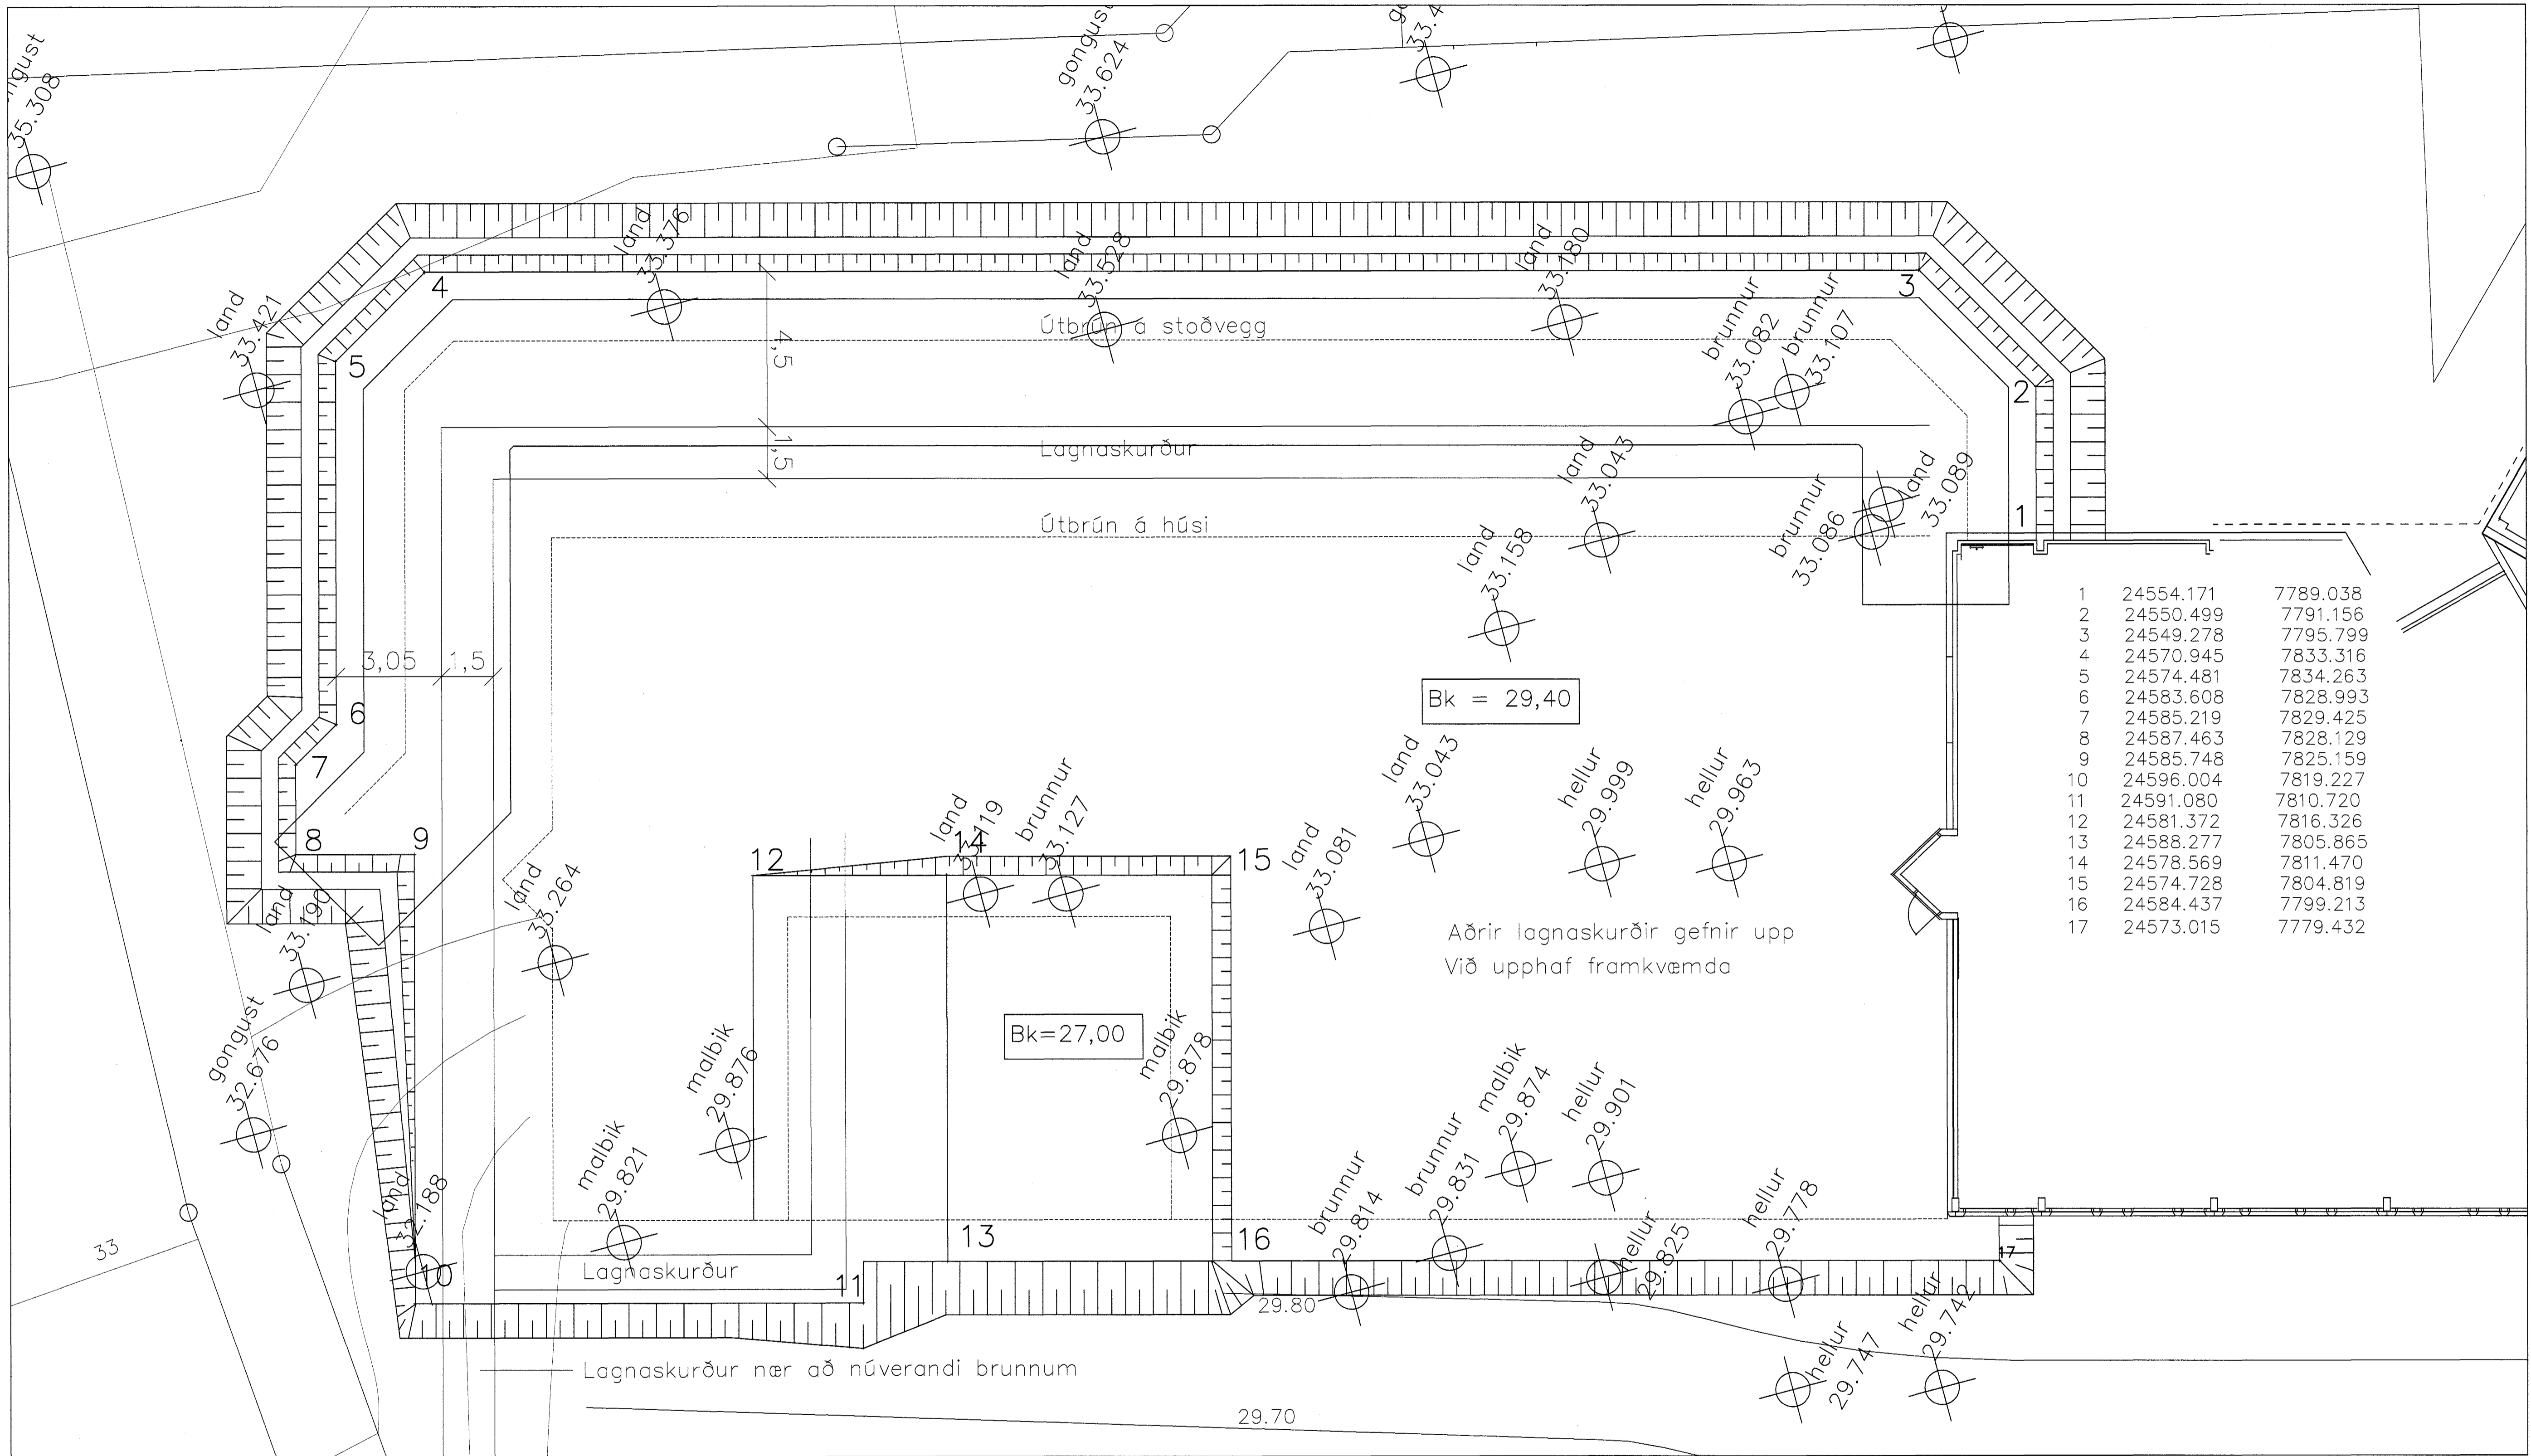 35.308
gongust
33.624
land
33.376
land
33.528
land
33.180
land
33.421
4
3
Útbrún á stoðvegg
brunnur
33.082
brunnur
33.107
4,5
5
2
1,5
Lagnaskurður
land
33.043
land
33.089
brunnur
33.086
1
Útbrún á húsi
land
33.158
1 24554.171 7789.038
2 24550.499 7791.156
3 24549.278 7795.799
4 24570.945 7833.316
5 24574.481 7834.263
6 24583.608 7828.993
7 24585.219 7829.425
8 24587.463 7828.129
9 24585.748 7825.159
10 24596.004 7819.227
11 24591.080 7810.720
12 24581.372 7816.326
13 24588.277 7805.865
14 24578.569 7811.470
15 24574.728 7804.819
16 24584.437 7799.213
17 24573.015 7779.432
3,05
1,5
Bk = 29,40
6
7
land
33.043
hellur
29.999
hellur
29.963
8
9
12
land
33.119
14
brunnur
33.127
15
land
33.081
land
33.190
land
33.264
Aðrir lagnaskurðir gefnir upp
Við upphaf framkvæmda
gongust
32.676
malbik
29.876
Bk=27,00
malbik
29.878
malbik
29.874
hellur
29.901
malbik
29.821
brunnur
29.814
brunnur
29.831
hellur
29.825
hellur
29.778
land
33.188
33
13
16
17
10
Lagnaskurður
11
29.80
hellur
29.742
hellur
29.747
Lagnaskurður nær að núverandi brunnum
29.70